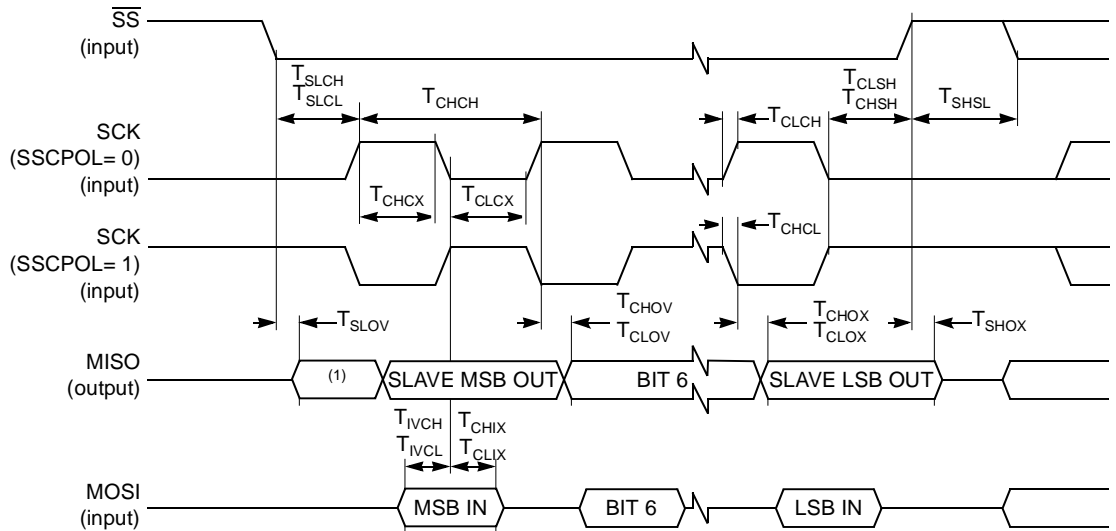 SS
(input)
T_SLCH
T_SLCL
T_CHCH
T_CLCH
T_CLSH
T_CHSH
T_SHSL
SCK
(SSCPOL= 0)
(input)
T_CHCX
T_CLCX
SCK
(SSCPOL= 1)
(input)
T_CHCL
T_SLOV
T_CHOV
T_CLOV
T_CHOX
T_CLOX
T_SHOX
MISO
(output)
(1)
SLAVE MSB OUT
BIT 6
SLAVE LSB OUT
T_IVCH
T_IVCL
T_CHIX
T_CLIX
MOSI
(input)
MSB IN
BIT 6
LSB IN